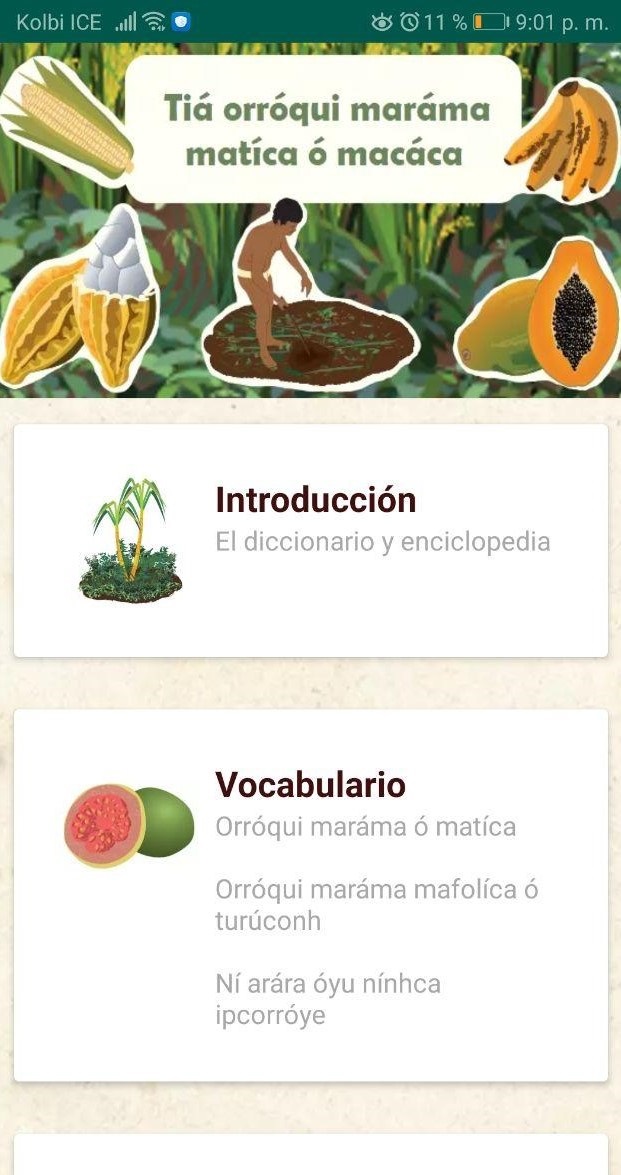 Kolbi ICE 11 % 9:01 p. m.
Tiá orróqui maráma
matíca ó macáca
Introducción
El diccionario y enciclopedia
Vocabulario
Orróqui maráma ó matíca
Orróqui maráma mafolíca ó
turúconh
Ní arára óyu nínhca
ipcorróye